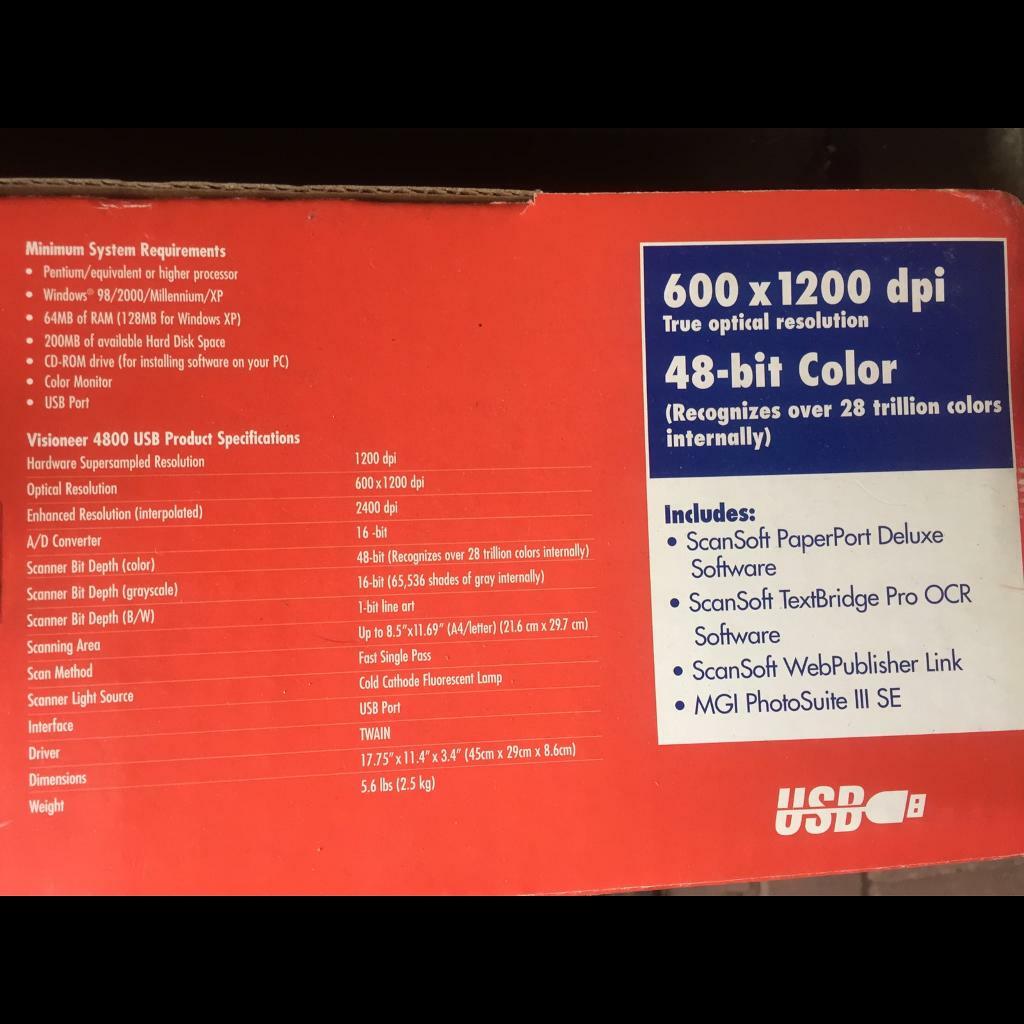 Minimum System Requirements
• Pentium/equivalent or higher processor
• Windows® 98/2000/Millennium/XP
• 64MB of RAM (128MB for Windows XP)
• 200MB of available Hard Disk Space
• CD-ROM drive (for installing software on your PC)
• Color Monitor
• USB Port
Visioneer 4800 USB Product Specifications
Hardware Supersampled Resolution 1200 dpi
Optical Resolution 600 x 1200 dpi
Enhanced Resolution (interpolated) 2400 dpi
A/D Converter 16 -bit
Scanner Bit Depth (color) 48-bit (Recognizes over 28 trillion colors internally)
Scanner Bit Depth (grayscale) 16-bit (65,536 shades of gray internally)
Scanner Bit Depth (B/W) 1-bit line art
Scanning Area Up to 8.5"x11.69" (A4/letter) (21.6 cm x 29.7 cm)
Scan Method Fast Single Pass
Scanner Light Source Cold Cathode Fluorescent Lamp
Interface USB Port
Driver TWAIN
Dimensions 17.75" x 11.4" x 3.4" (45cm x 29cm x 8.6cm)
Weight 5.6 lbs (2.5 kg)
600 x 1200 dpi
True optical resolution
48-bit Color
(Recognizes over 28 trillion colors
internally)
Includes:
• ScanSoft PaperPort Deluxe
Software
• ScanSoft TextBridge Pro OCR
Software
• ScanSoft WebPublisher Link
• MGI PhotoSuite III SE
USB